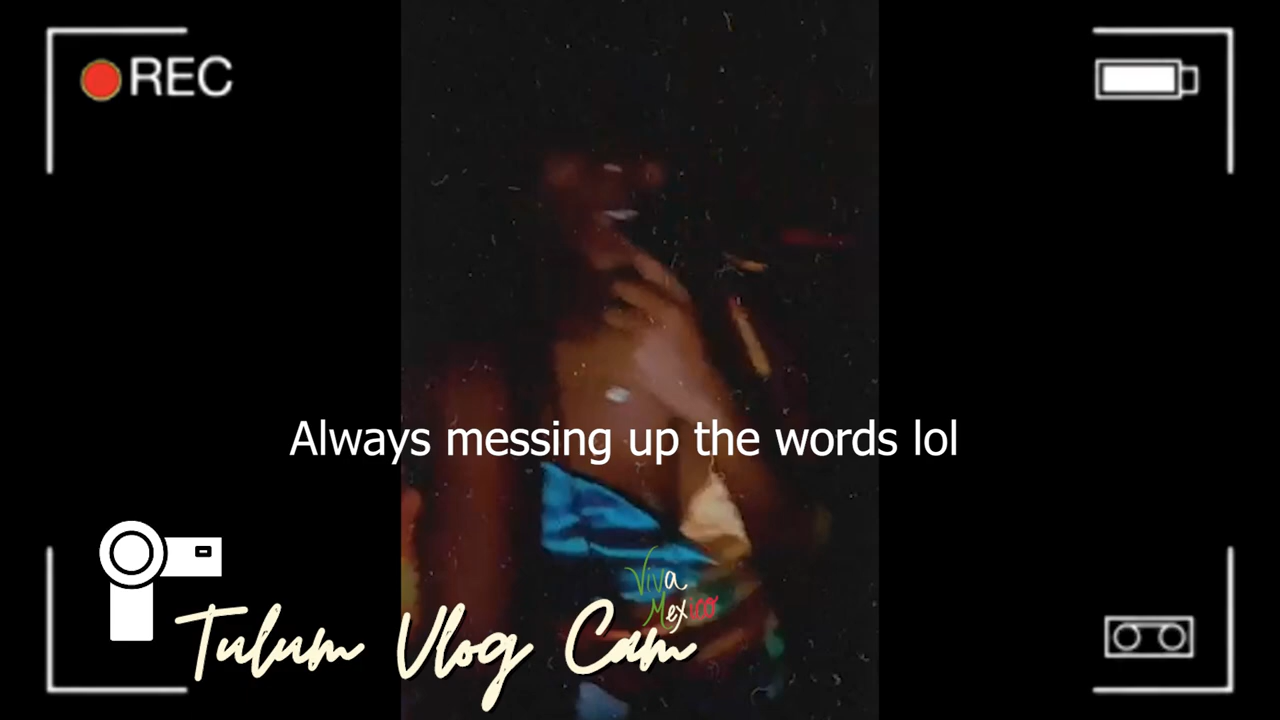 REC
Always messing up the words lol
Viva
Mexico
Tulum Vlog Cam